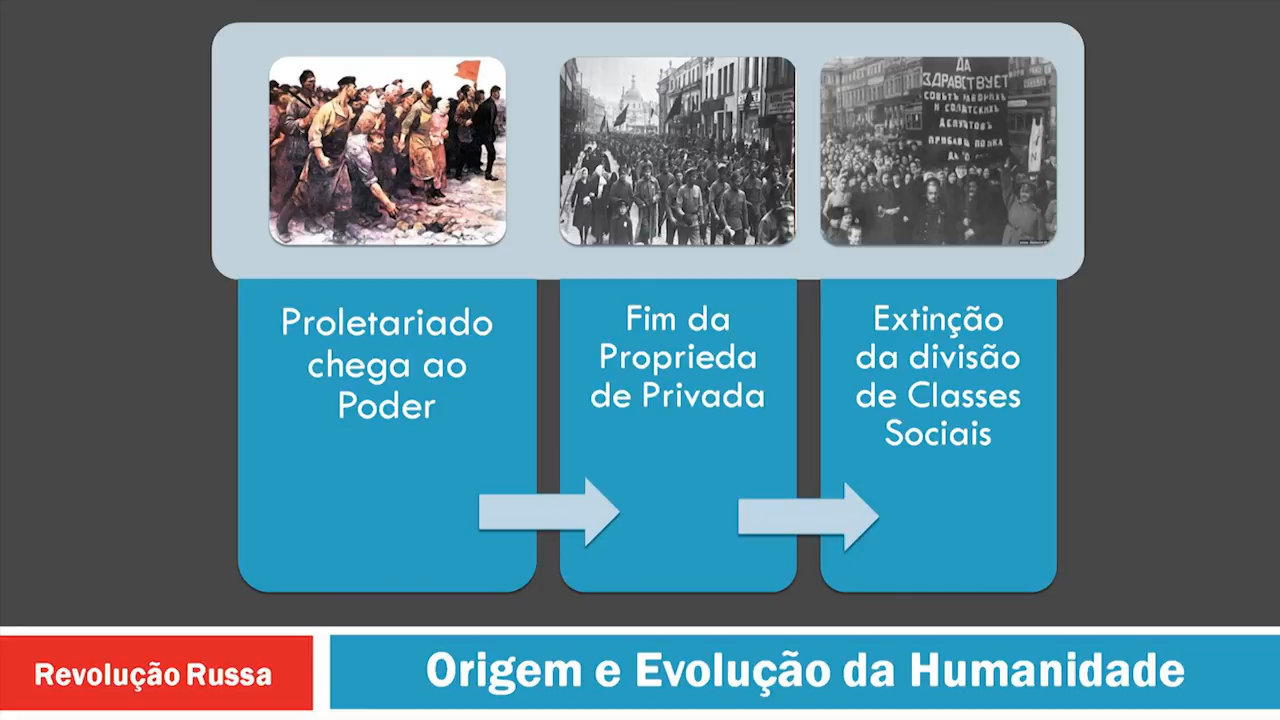 ДА
ЗДРАВСТВУЕТ
Proletariado
chega ao
Poder
Fim da
Proprieda
de Privada
Extinção
da divisão
de Classes
Sociais
Revolução Russa
Origem e Evolução da Humanidade